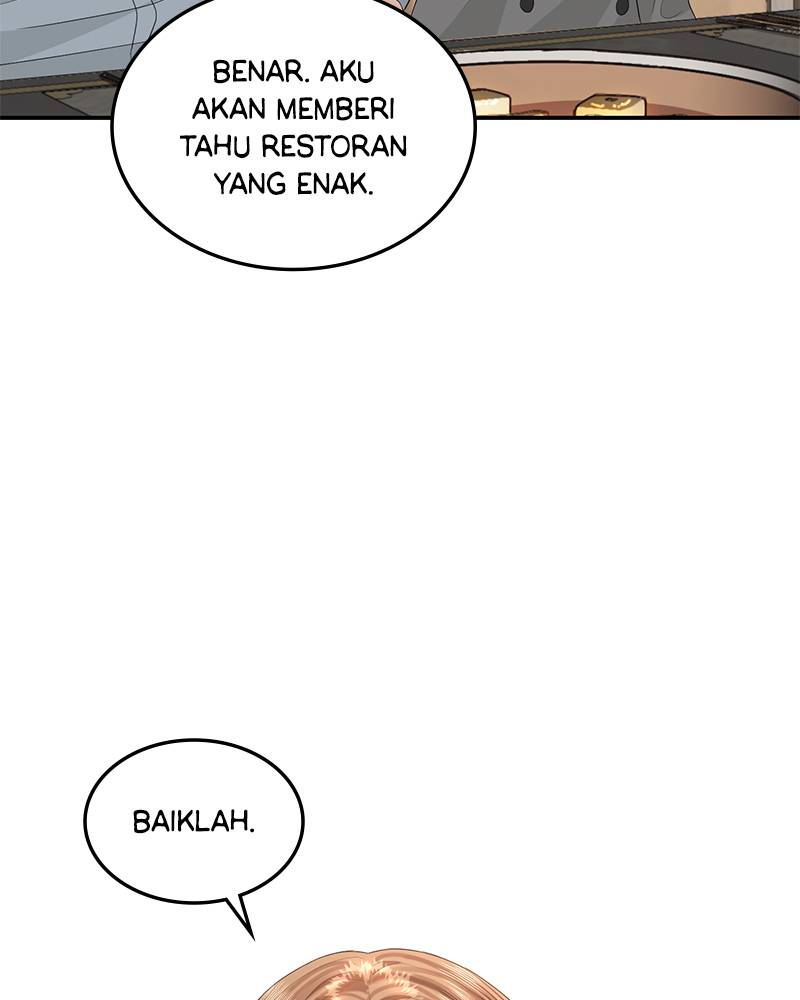 BENAR. AKU
AKAN MEMBERI
TAHU RESTORAN
YANG ENAK.
BAIKLAH.